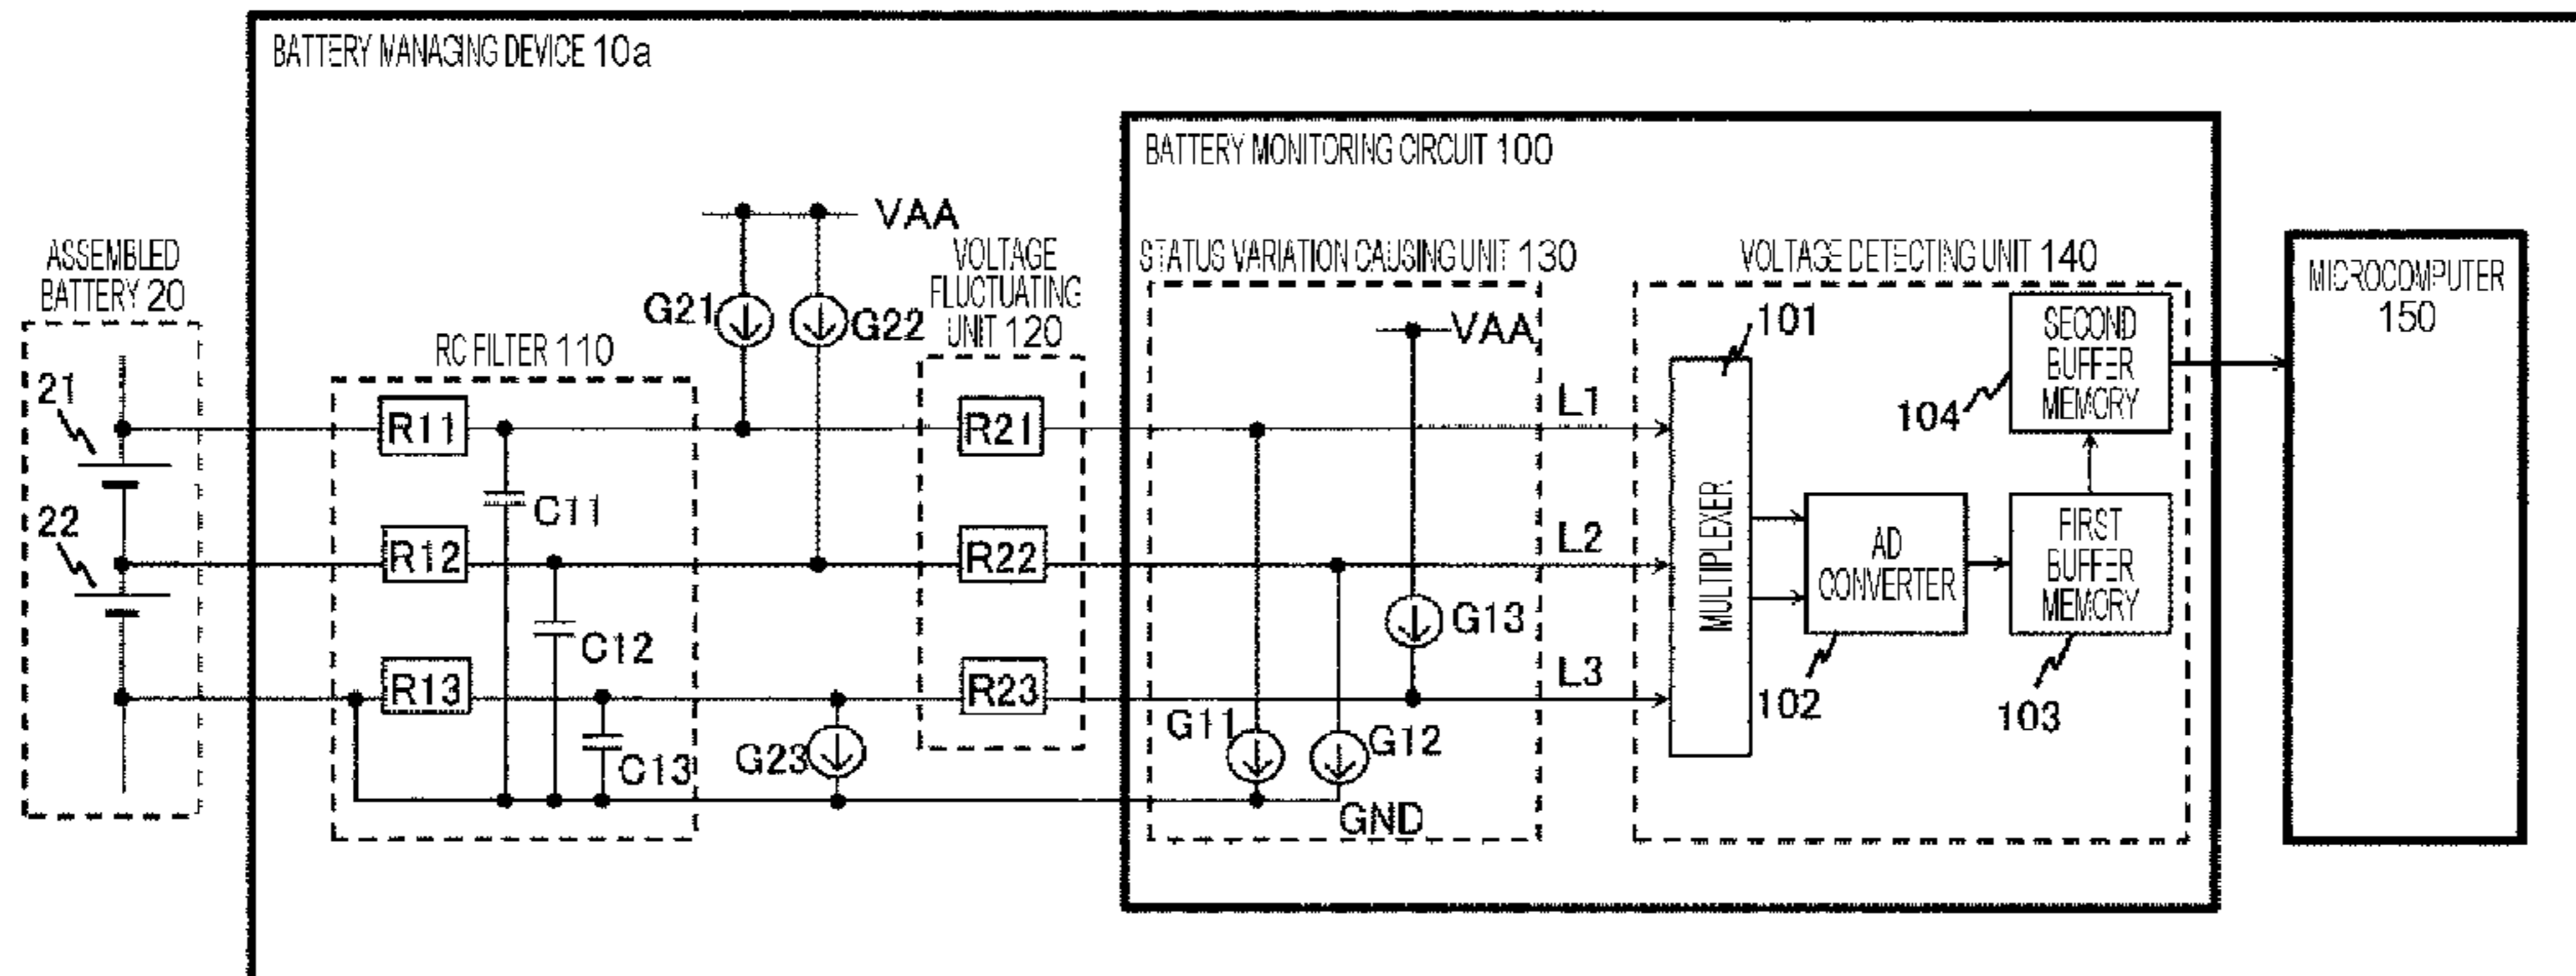 BATTERY MANAGING DEVICE 10a
BATTERY MONITORING CIRCUIT 100
VAA
ASSEMBLED
BATTERY 20
VOLTAGE
FLUCTUATING
UNIT 120
STATUS VARIATION CAUSING UNIT 130
VOLTAGE DETECTING UNIT 140
MICROCOMPUTER
150
G21
G22
RC FILTER 110
VAA
101
SECOND
BUFFER
MEMORY
104
21
R11
R21
L1
C11
22
R12
R22
L2
MULTIPLEXER
AD
CONVERTER
FIRST
BUFFER
MEMORY
C12
G13
R13
R23
L3
102
103
C13
G23
G11
G12
GND